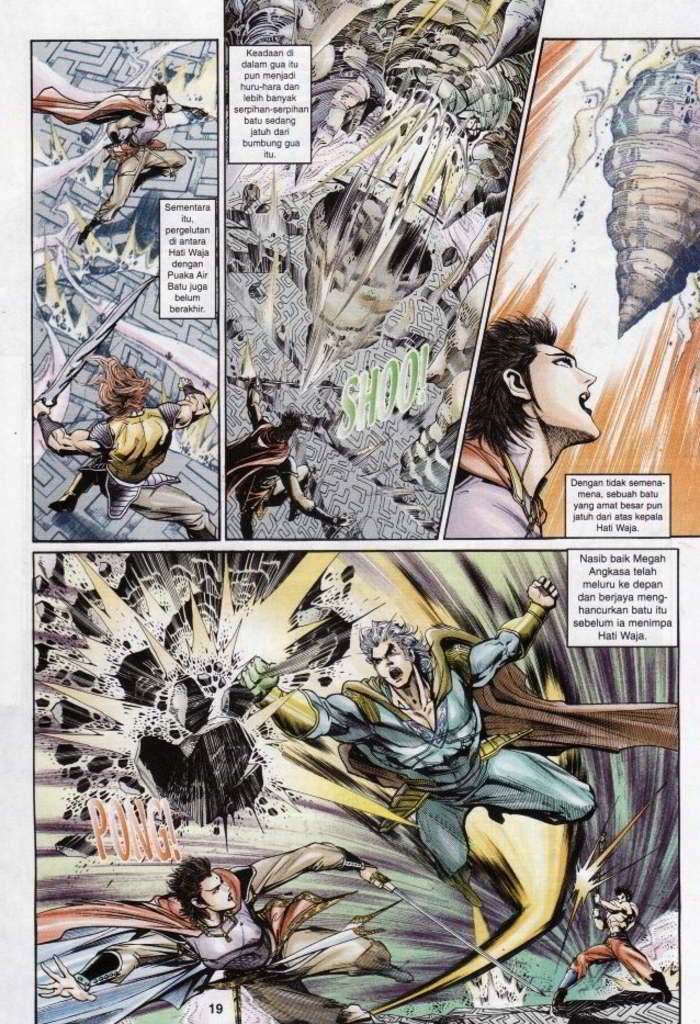 Sementara
itu,
pergelutan
di antara
Hati Waja
dengan
Puaka Air
Batu juga
belum
berakhir.
Keadaan di
dalam gua itu
pun menjadi
huru-hara dan
lebih banyak
serpihan-serpihan
batu sedang
jatuh dari
bumbung gua
itu.
SHOO!
Dengan tidak semena-
mena, sebuah batu
yang amat besar pun
jatuh dari atas kepala
Hati Waja.
Nasib baik Megah
Angkasa telah
meluru ke depan
dan berjaya meng-
hancurkan batu itu
sebelum ia menimpa
Hati Waja.
PONG!
19